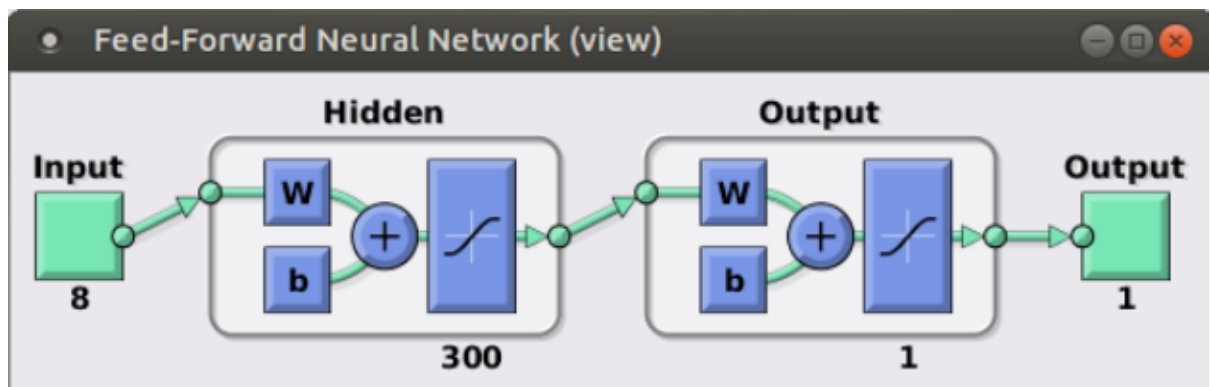 Feed-Forward Neural Network (view)
Hidden
Output
Input
Output
W
W
+
+
b
b
8
1
300
1